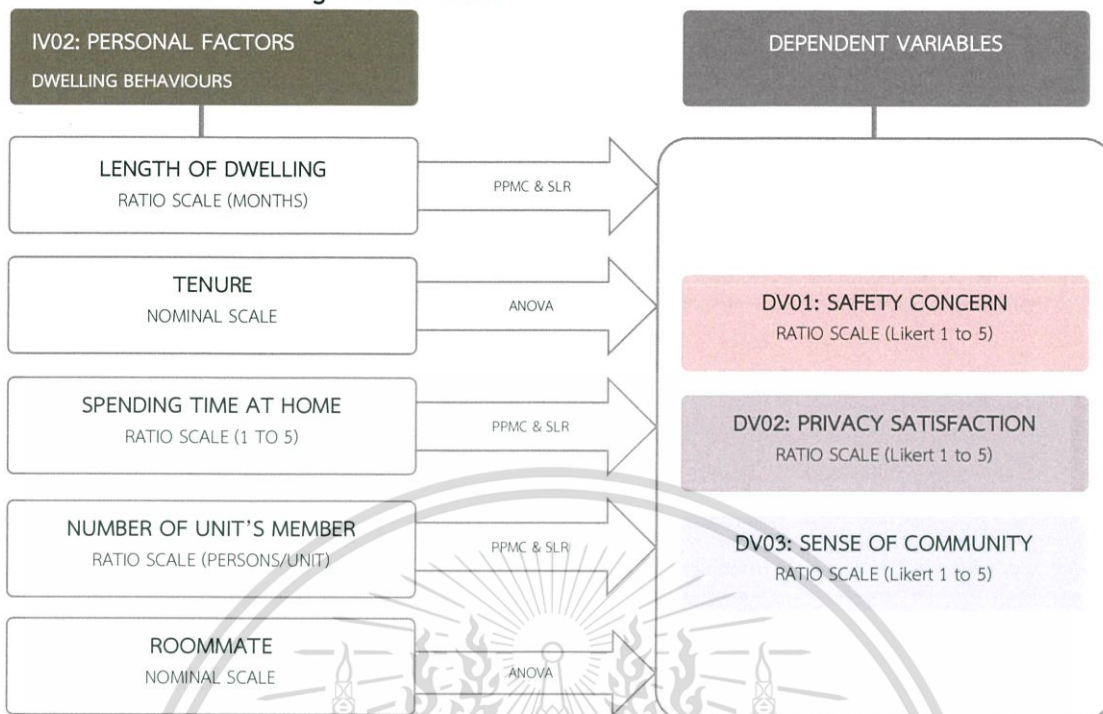 IV02: PERSONAL FACTORS
DWELLING BEHAVIOURS
DEPENDENT VARIABLES
LENGTH OF DWELLING
RATIO SCALE (MONTHS)
PPMC & SLR
TENURE
NOMINAL SCALE
ANOVA
DV01: SAFETY CONCERN
RATIO SCALE (Likert 1 to 5)
SPENDING TIME AT HOME
RATIO SCALE (1 TO 5)
PPMC & SLR
DV02: PRIVACY SATISFACTION
RATIO SCALE (Likert 1 to 5)
NUMBER OF UNIT'S MEMBER
RATIO SCALE (PERSONS/UNIT)
PPMC & SLR
DV03: SENSE OF COMMUNITY
RATIO SCALE (Likert 1 to 5)
ROOMMATE
NOMINAL SCALE
ANOVA